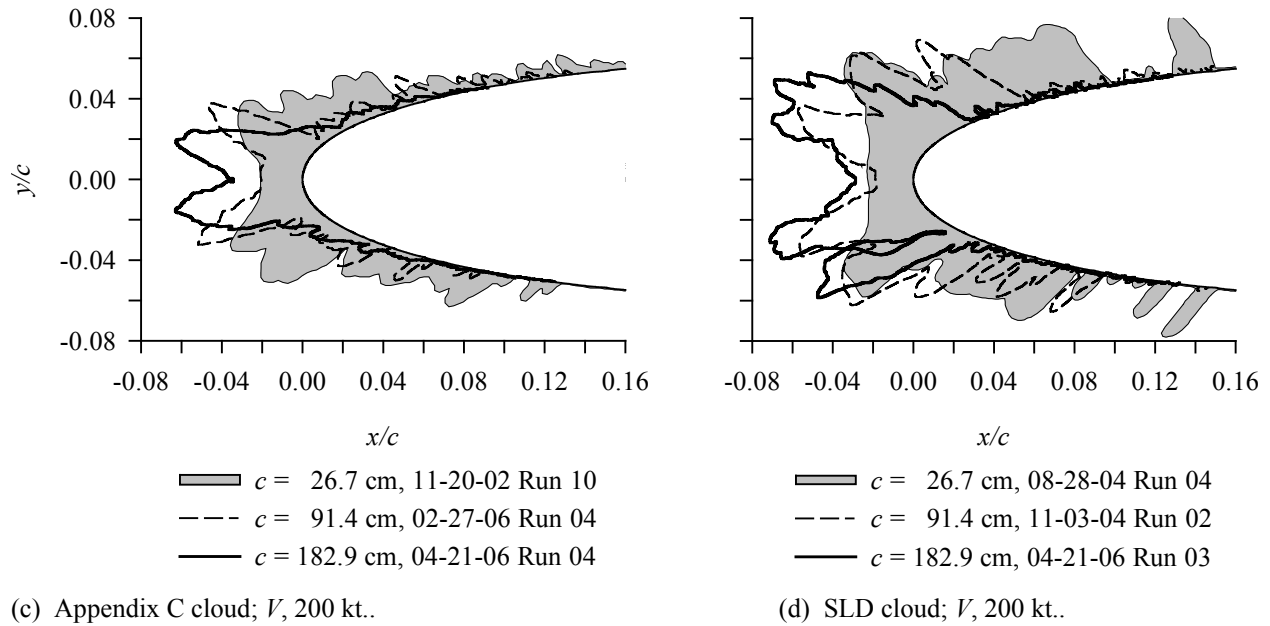 0.08
0.04
0.00
-0.04
-0.08
y/c
-0.08 -0.04 0.00 0.04 0.08 0.12 0.16
x/c
c = 26.7 cm, 11-20-02 Run 10
c = 91.4 cm, 02-27-06 Run 04
c = 182.9 cm, 04-21-06 Run 04
(c) Appendix C cloud; V, 200 kt..
-0.08 -0.04 0.00 0.04 0.08 0.12 0.16
x/c
c = 26.7 cm, 08-28-04 Run 04
c = 91.4 cm, 11-03-04 Run 02
c = 182.9 cm, 04-21-06 Run 03
(d) SLD cloud; V, 200 kt..